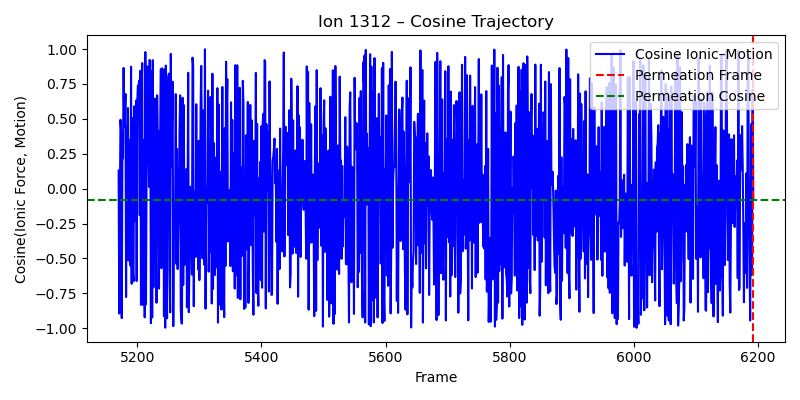 Ion 1312 – Cosine Trajectory
Cosine(Ionic Force, Motion)
1.00
0.75
0.50
0.25
0.00
−0.25
−0.50
−0.75
−1.00
Cosine Ionic–Motion
Permeation Frame
Permeation Cosine
5200 5400 5600 5800 6000 6200
Frame